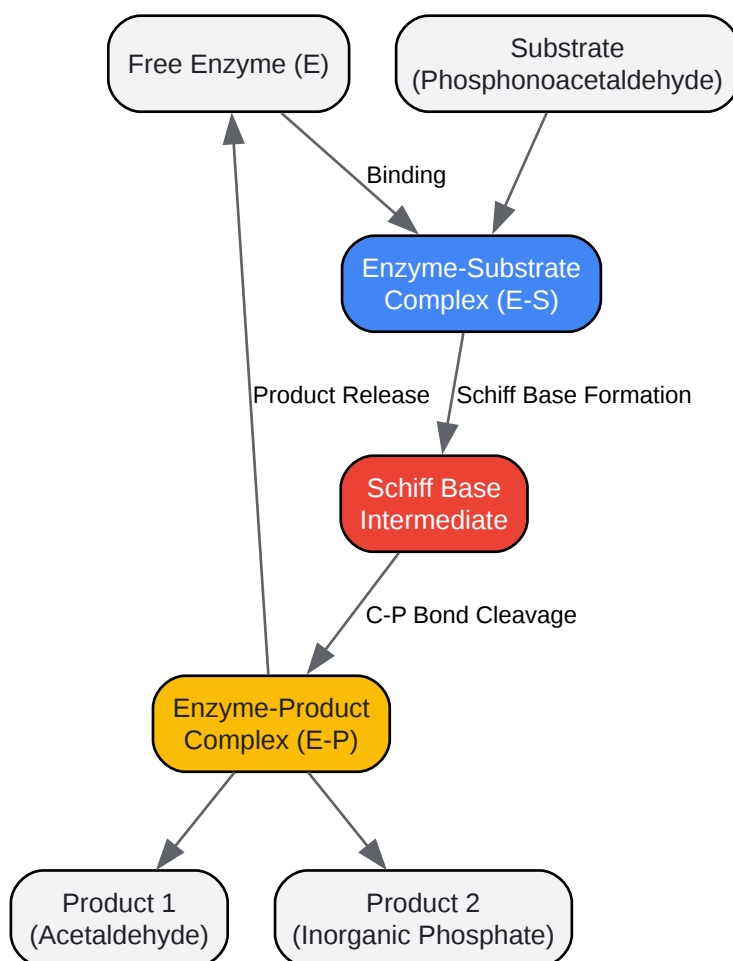 Free Enzyme (E)
Substrate
(Phosphonoacetaldehyde)
Binding
Enzyme-Substrate
Complex (E-S)
Product Release
Schiff Base Formation
Schiff Base
Intermediate
C-P Bond Cleavage
Enzyme-Product
Complex (E-P)
Product 1
(Acetaldehyde)
Product 2
(Inorganic Phosphate)